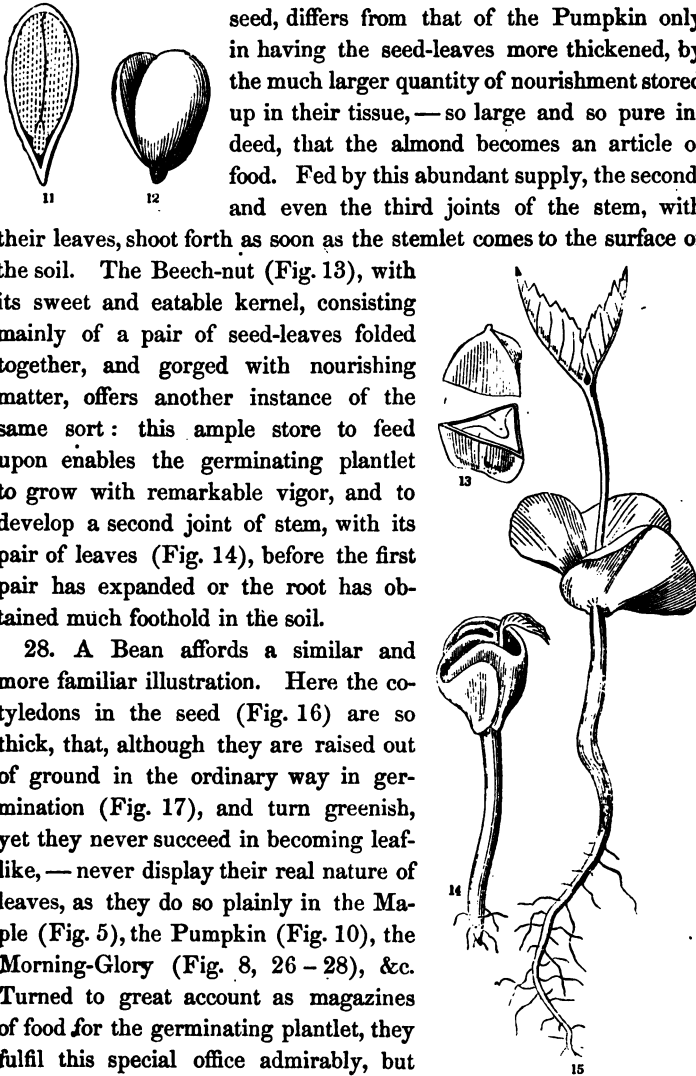 seed, differs from that of the Pumpkin only
in having the seed-leaves more thickened, by
the much larger quantity of nourishment stored
up in their tissue, — so large and so pure in-
deed, that the almond becomes an article o
food. Fed by this abundant supply, the second,
and even the third joints of the stem, with
11
12
their leaves, shoot forth as soon as the stemlet comes to the surface o
the soil. The Beech-nut (Fig. 13), with
its sweet and eatable kernel, consisting
mainly of a pair of seed-leaves folded
together, and gorged with nourishing
matter, offers another instance of the
same sort : this ample store to feed
upon enables the germinating plantlet
to grow with remarkable vigor, and to
develop a second joint of stem, with its
pair of leaves (Fig. 14), before the first
pair has expanded or the root has ob-
tained much foothold in the soil.
28. A Bean affords a similar and
more familiar illustration. Here the co-
tyledons in the seed (Fig. 16) are so
thick, that, although they are raised out
of ground in the ordinary way in ger-
mination (Fig. 17), and turn greenish,
yet they never succeed in becoming leaf-
like, — never display their real nature of
leaves, as they do so plainly in the Ma-
ple (Fig. 5), the Pumpkin (Fig. 10), the
Morning-Glory (Fig. 8, 26 – 28), &c.
Turned to great account as magazines
of food for the germinating plantlet, they
fulfil this special office admirably, but
13
14
15